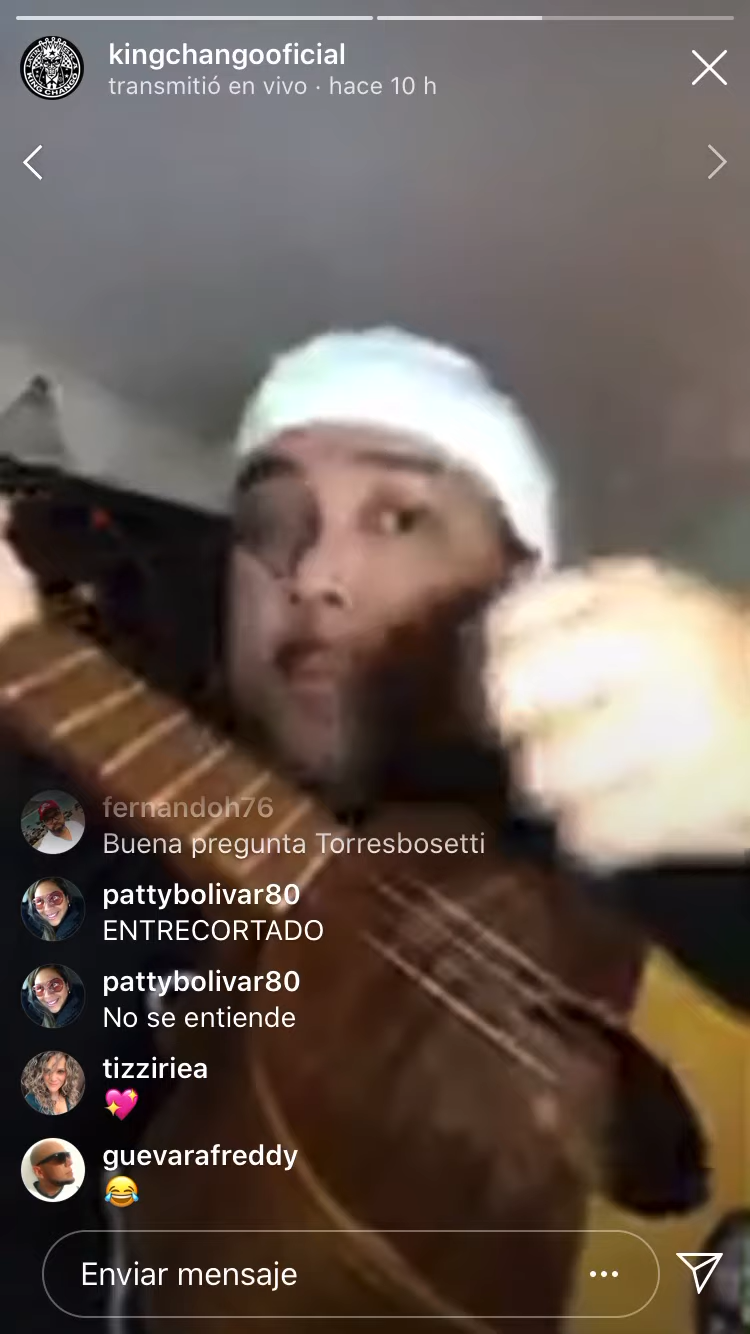 kingchangooficial
transmitió en vivo · hace 10 h
fernandoh76
Buena pregunta Torresbosetti
pattybolivar80
ENTRECORTADO
pattybolivar80
No se entiende
tizziriea
💖
guevarafreddy
😂
Enviar mensaje